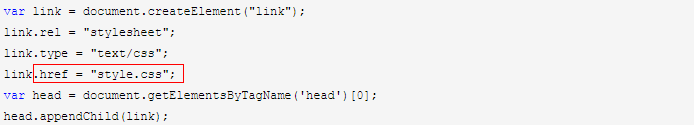 var link = document.createElement("link");
link.rel = "stylesheet";
link.type = "text/css";
link.href = "style.css";
var head = document.getElementsByTagName('head')[0];
head.appendChild(link);